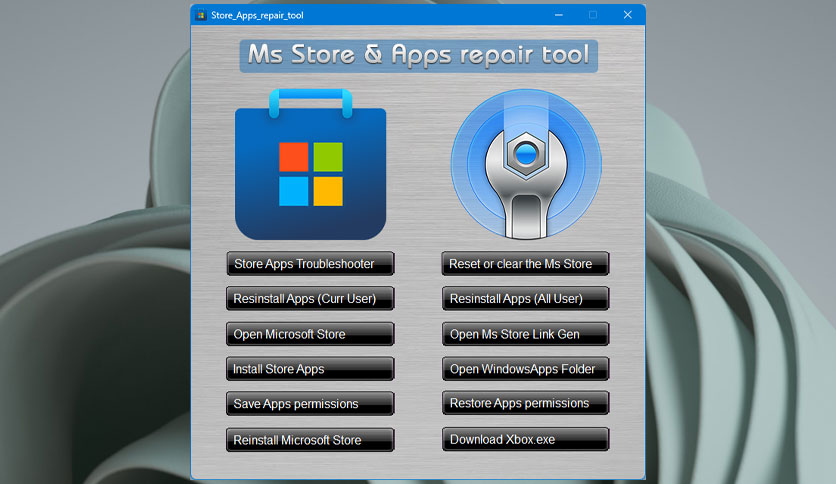 Store_Apps_repair_tool
Ms Store & Apps repair tool
Store Apps Troubleshooter
Reset or clear the Ms Store
Resinstall Apps (Curr User)
Resinstall Apps (All User)
Open Microsoft Store
Open Ms Store Link Gen
Install Store Apps
Open WindowsApps Folder
Save Apps permissions
Restore Apps permissions
Reinstall Microsoft Store
Download Xbox.exe